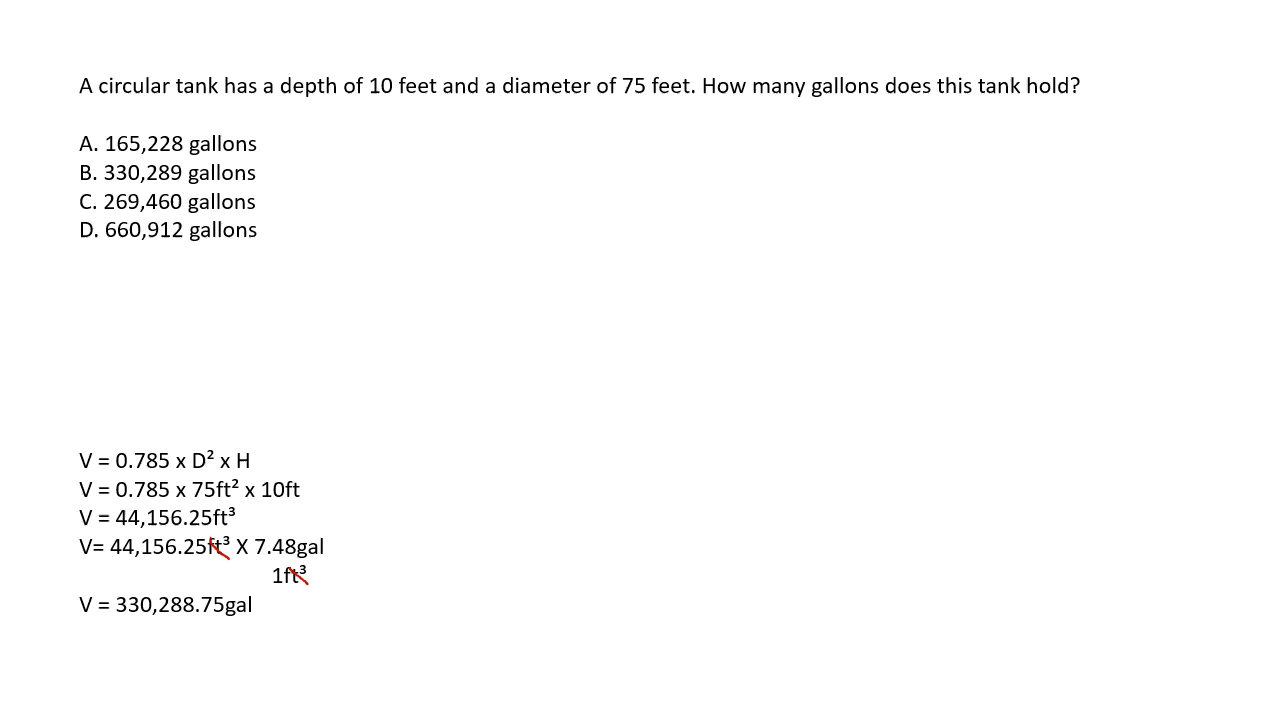 A circular tank has a depth of 10 feet and a diameter of 75 feet. How many gallons does this tank hold?
A. 165,228 gallons
B. 330,289 gallons
C. 269,460 gallons
D. 660,912 gallons
V = 0.785 x D² x H
V = 0.785 x 75ft² x 10ft
V = 44,156.25ft³
V= 44,156.25ft³ X 7.48gal
1ft³
V = 330,288.75gal